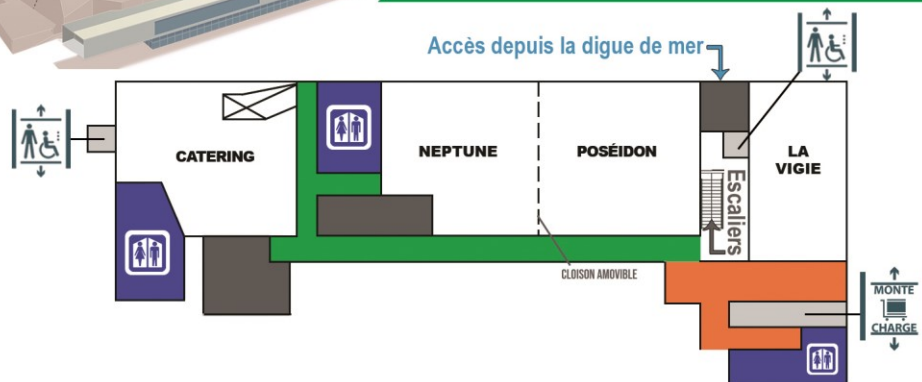 Accès depuis la digue de mer
CATERING
NEPTUNE
POSÉIDON
LA
VIGIE
Escaliers
CLOISON AMOVIBLE
MONTE
CHARGE